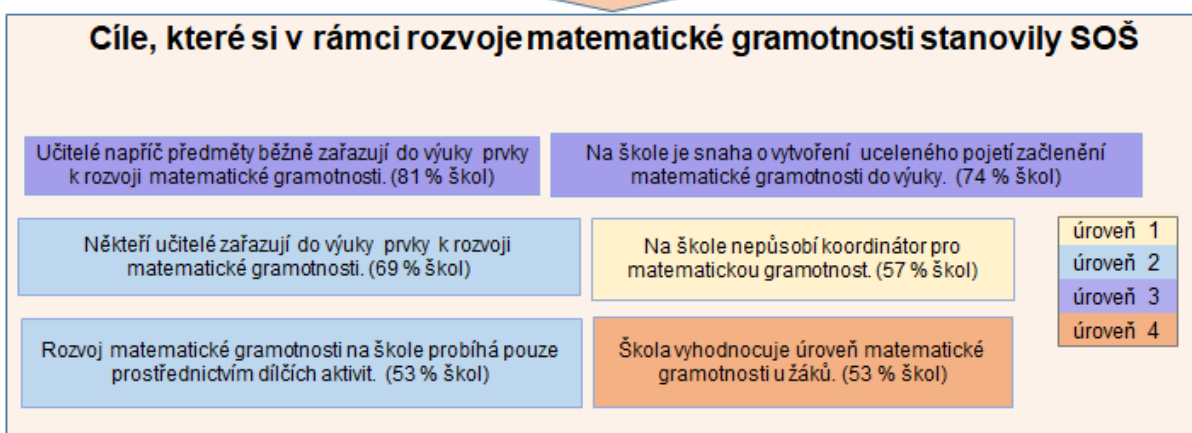 Cíle, které si v rámci rozvoje matematické gramotnosti stanovily SOŠ
Učitelé napříč předměty běžně zařazují do výuky prvky
k rozvoji matematické gramotnosti. (81 % škol)
Na škole je snaha o vytvoření uceleného pojetí začlenění
matematické gramotnosti do výuky. (74 % škol)
Někteří učitelé zařazují do výuky prvky k rozvoji
matematické gramotnosti. (69 % škol)
Na škole nepůsobí koordinátor pro
matematickou gramotnost. (57 % škol)
Rozvoj matematické gramotnosti na škole probíhá pouze
prostřednictvím dílčích aktivit. (53 % škol)
Škola vyhodnocuje úroveň matematické
gramotnosti u žáků. (53 % škol)
úroveň 1
úroveň 2
úroveň 3
úroveň 4